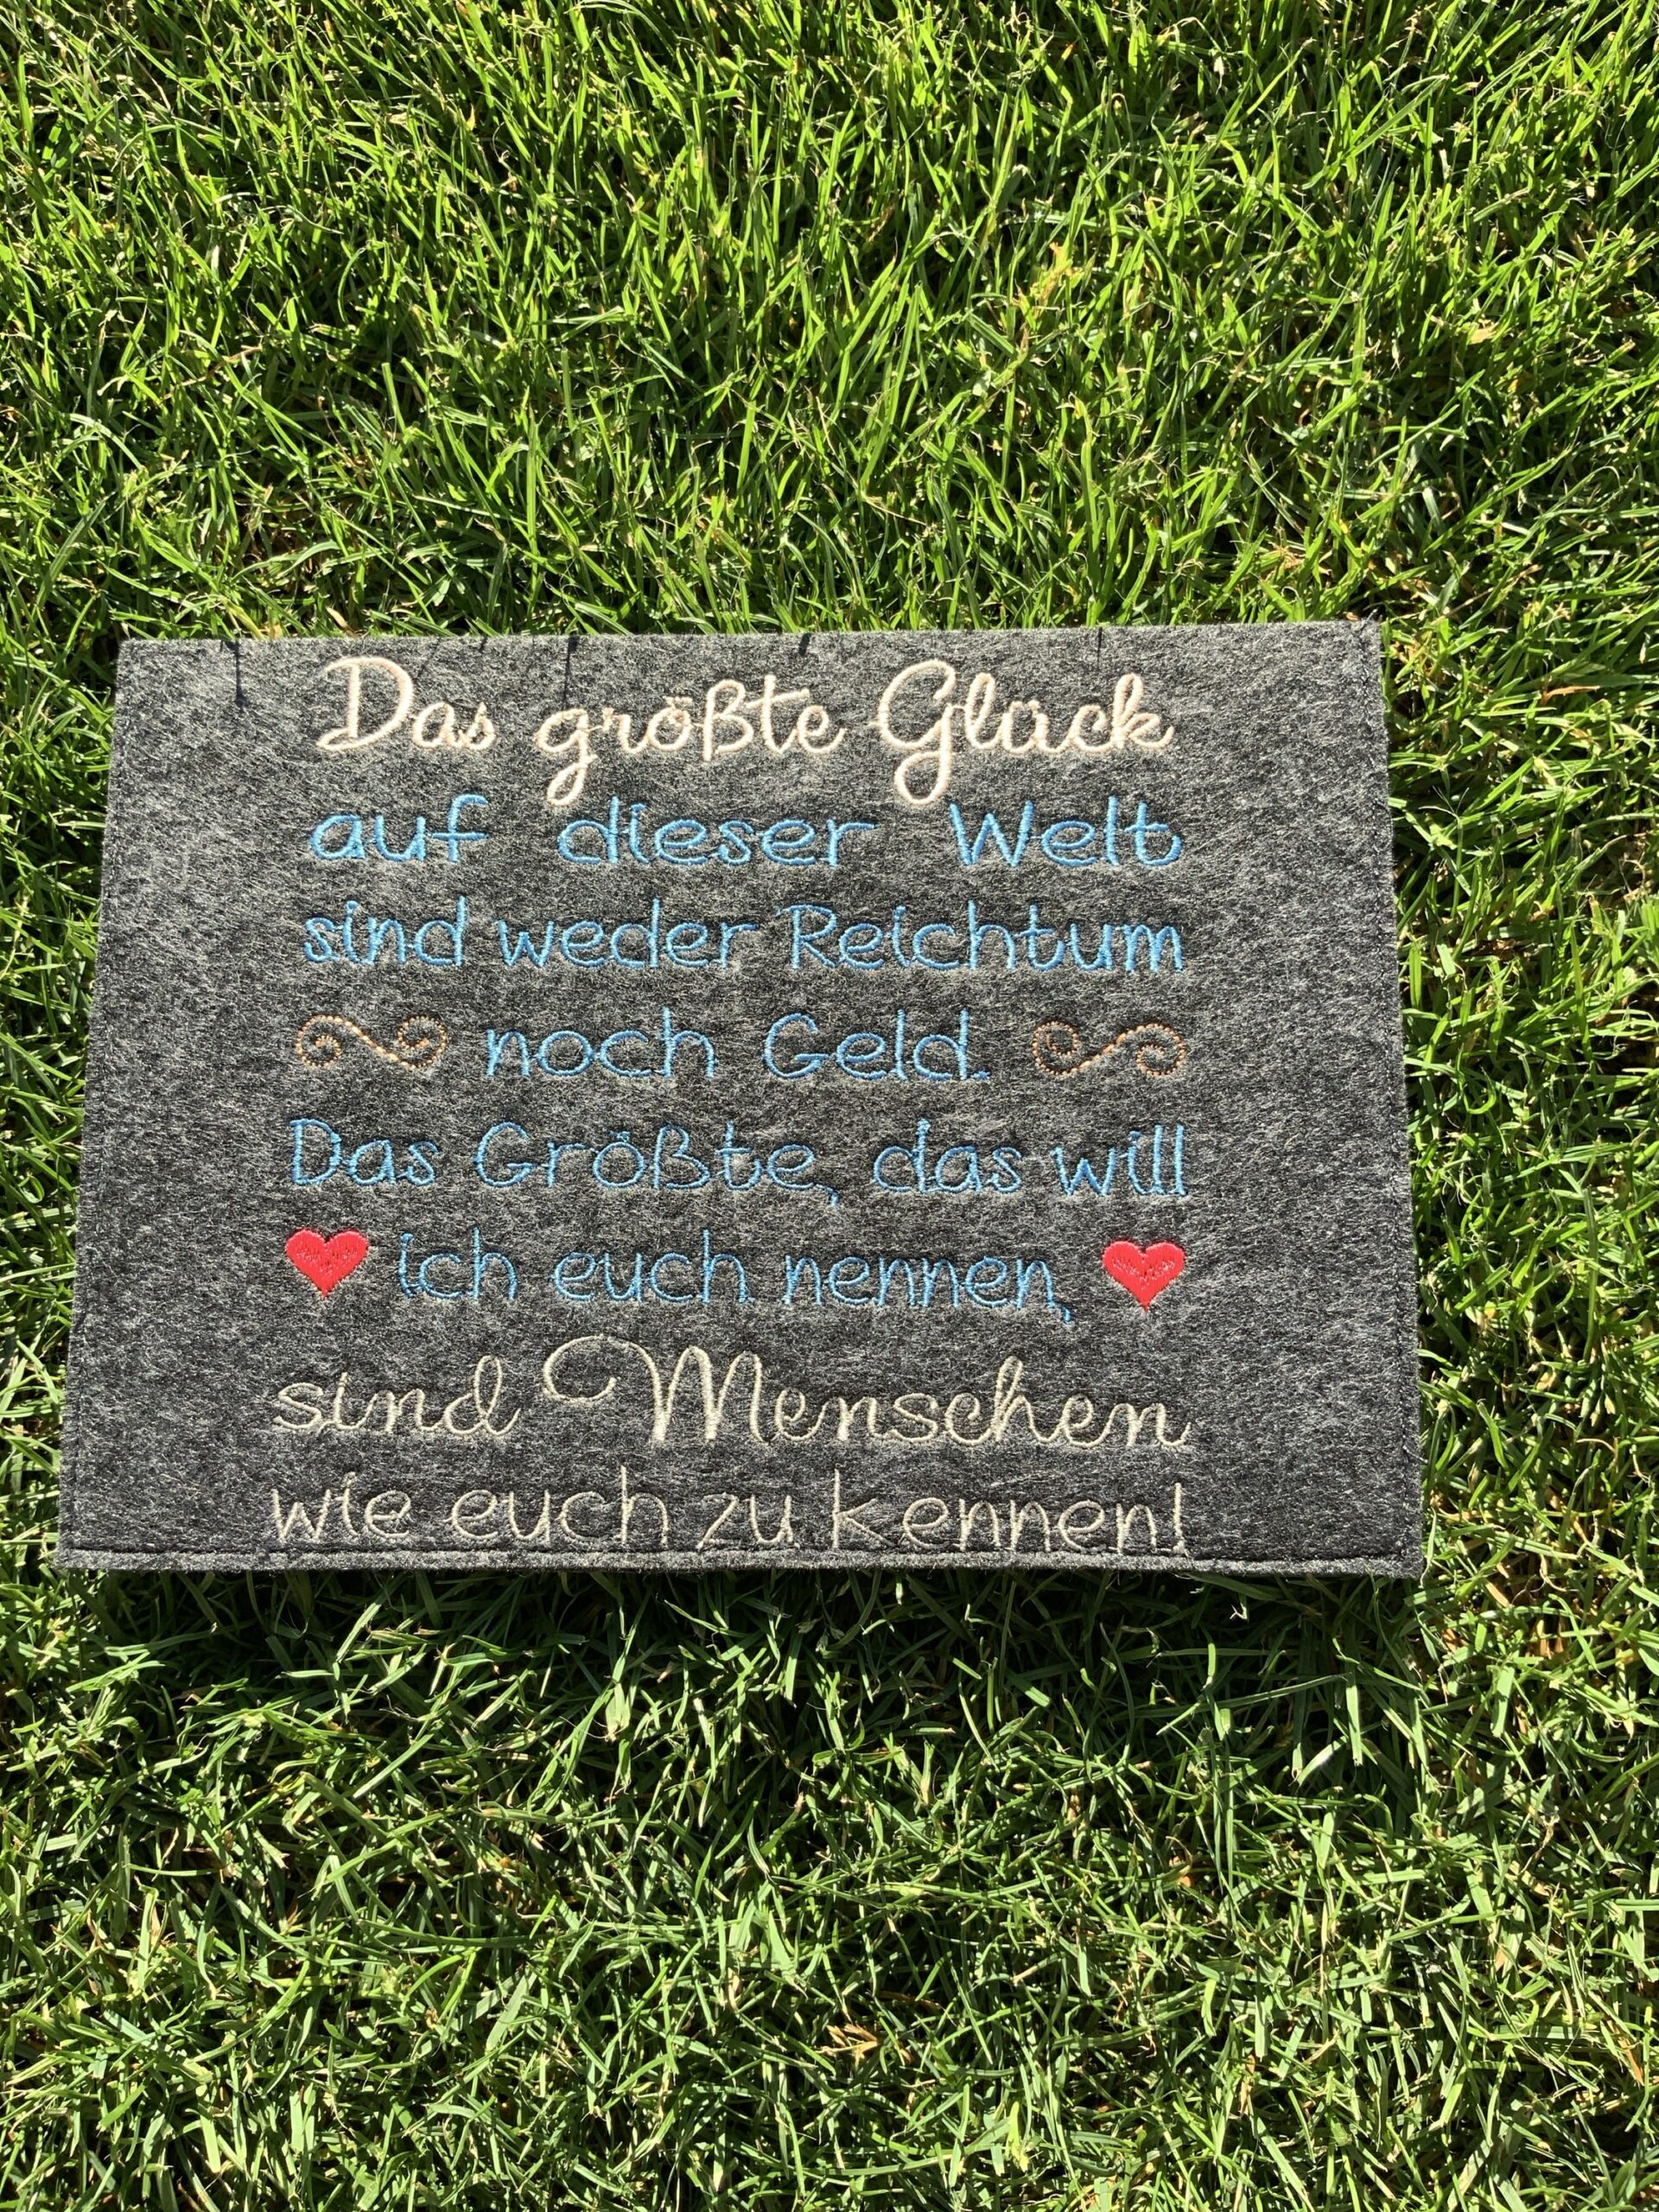 Das größte Glück
auf dieser Welt
sind weder Reichtum
noch Geld.
Das Größte, das will
ich euch nennen,
sind Menschen
wie euch zu kennen!